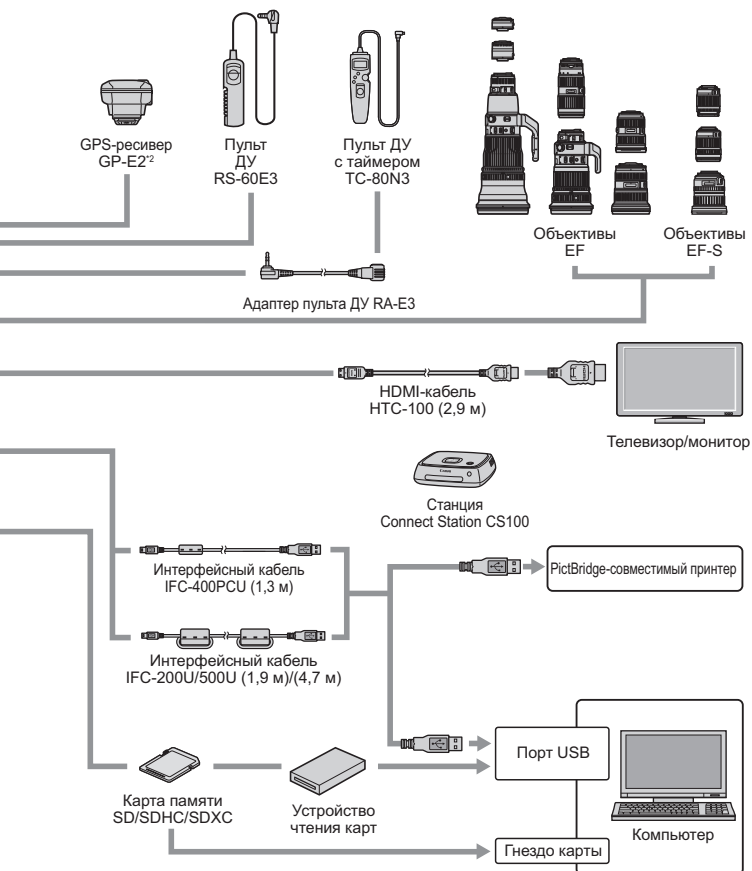 GPS-ресивер
GP-E2*2
Пульт
ДУ
RS-60E3
Пульт ДУ
с таймером
TC-80N3
Объективы
EF
Объективы
EF-S
Адаптер пульта ДУ RA-E3
HDMI-кабель
HTC-100 (2,9 м)
Телевизор/монитор
Canon
Станция
Connect Station CS100
Интерфейсный кабель
IFC-400PCU (1,3 м)
PictBridge-совместимый принтер
Интерфейсный кабель
IFC-200U/500U (1,9 м)/(4,7 м)
Порт USB
Карта памяти
SD/SDHC/SDXC
Устройство
чтения карт
Компьютер
Гнездо карты